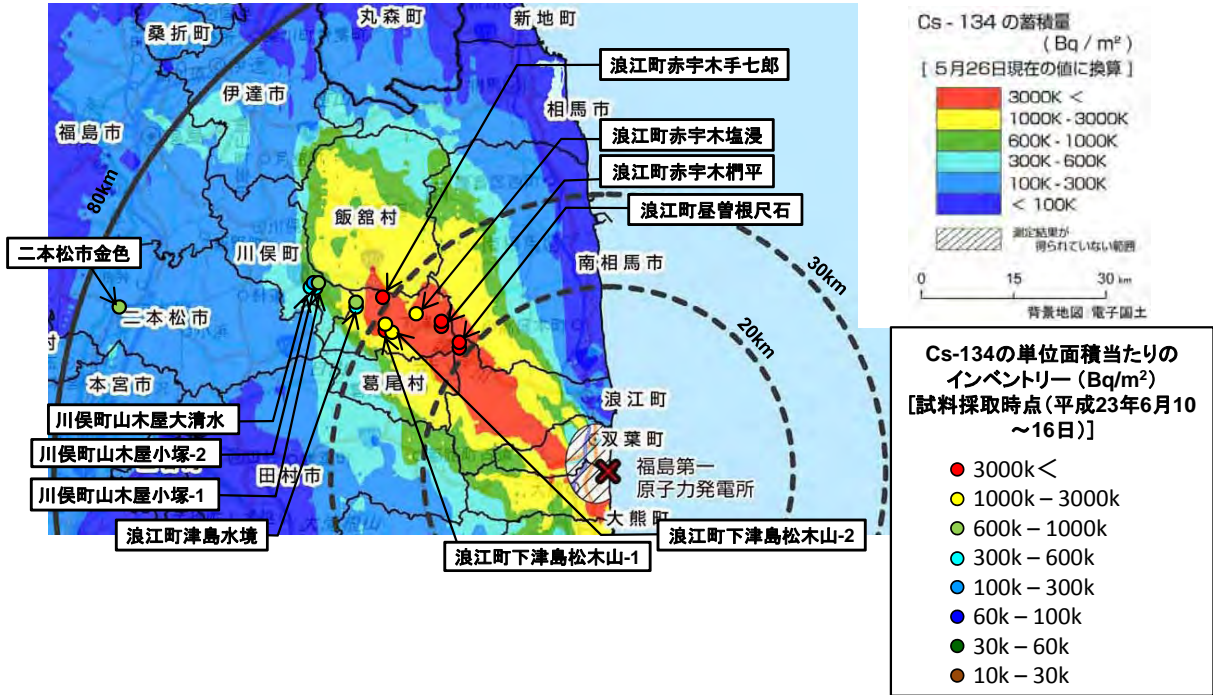 丸森町
新地町
桑折町
伊達市
相馬市
福島市
80km
飯舘村
川俣町
南相馬市
30km
二本松市
20km
本宮市
葛尾村
浪江町
双葉町
田村市
福島第一
原子力発電所
大熊町
浪江町赤宇木手七郎
浪江町赤宇木塩浸
浪江町赤宇木椚平
浪江町昼曽根尺石
二本松市金色
川俣町山木屋大清水
川俣町山木屋小塚-2
川俣町山木屋小塚-1
浪江町津島水境
浪江町下津島松木山-1
浪江町下津島松木山-2
Cs - 134 の蓄積量
( Bq / m² )
[ 5月26日現在の値に換算 ]
3000K <
1000K - 3000K
600K - 1000K
300K - 600K
100K - 300K
< 100K
測定結果が
得られていない範囲
0 15 30 km
背景地図 電子国土
Cs-134の単位面積当たりの
インベントリー (Bq/m²)
[試料採取時点(平成23年6月10
～16日)]
3000k＜
1000k – 3000k
600k – 1000k
300k – 600k
100k – 300k
60k – 100k
30k – 60k
10k – 30k